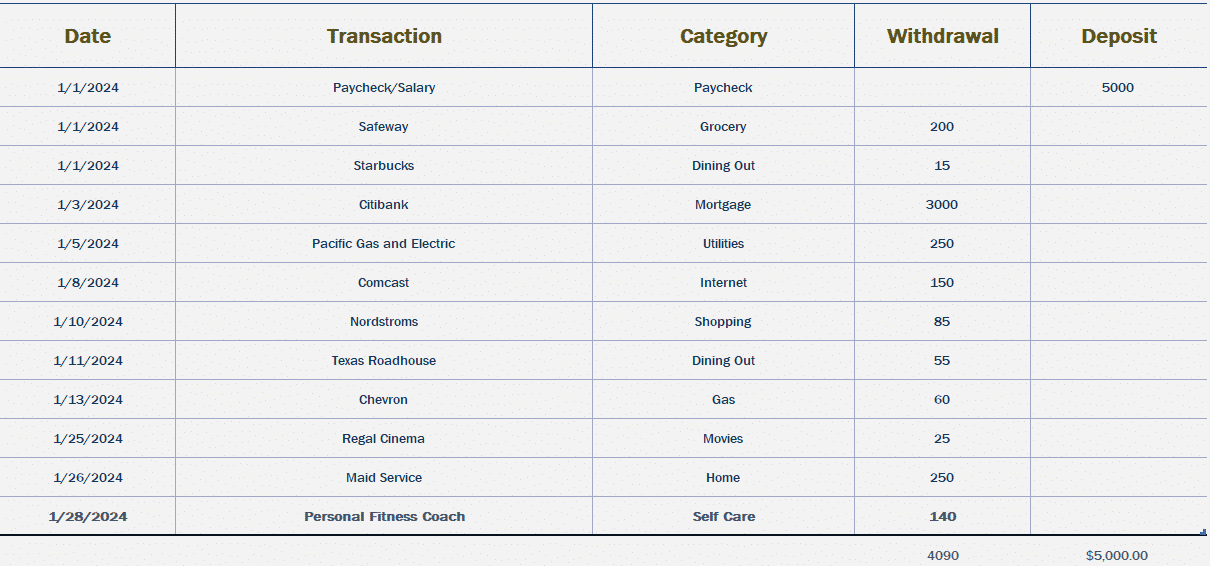 Date Transaction Category Withdrawal Deposit
1/1/2024 Paycheck/Salary Paycheck 5000
1/1/2024 Safeway Grocery 200
1/1/2024 Starbucks Dining Out 15
1/3/2024 Citibank Mortgage 3000
1/5/2024 Pacific Gas and Electric Utilities 250
1/8/2024 Comcast Internet 150
1/10/2024 Nordstroms Shopping 85
1/11/2024 Texas Roadhouse Dining Out 55
1/13/2024 Chevron Gas 60
1/25/2024 Regal Cinema Movies 25
1/26/2024 Maid Service Home 250
1/28/2024 Personal Fitness Coach Self Care 140
4090 $5,000.00